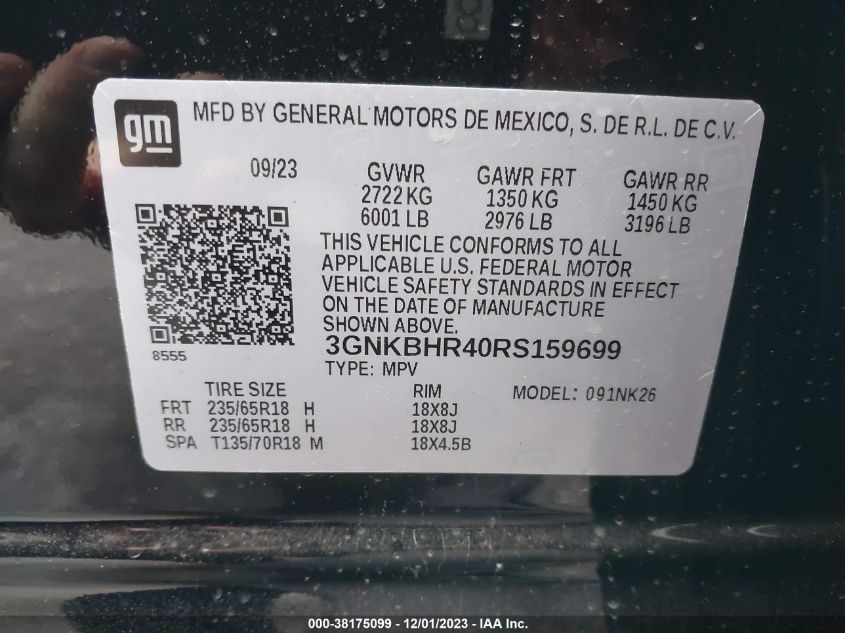 gm
MFD BY GENERAL MOTORS DE MEXICO, S. DE R.L. DE C.V.
09/23
GVWR
2722 KG
6001 LB
GAWR FRT
1350 KG
2976 LB
GAWR RR
1450 KG
3196 LB
THIS VEHICLE CONFORMS TO ALL
APPLICABLE U.S. FEDERAL MOTOR
VEHICLE SAFETY STANDARDS IN EFFECT
ON THE DATE OF MANUFACTURE
SHOWN ABOVE.
8555
3GNKBHR40RS159699
TYPE: MPV
TIRE SIZE RIM MODEL: 091NK26
FRT 235/65R18 H 18X8J
RR 235/65R18 H 18X8J
SPA T135/70R18 M 18X4.5B
000-38175099 - 12/01/2023 - IAA Inc.